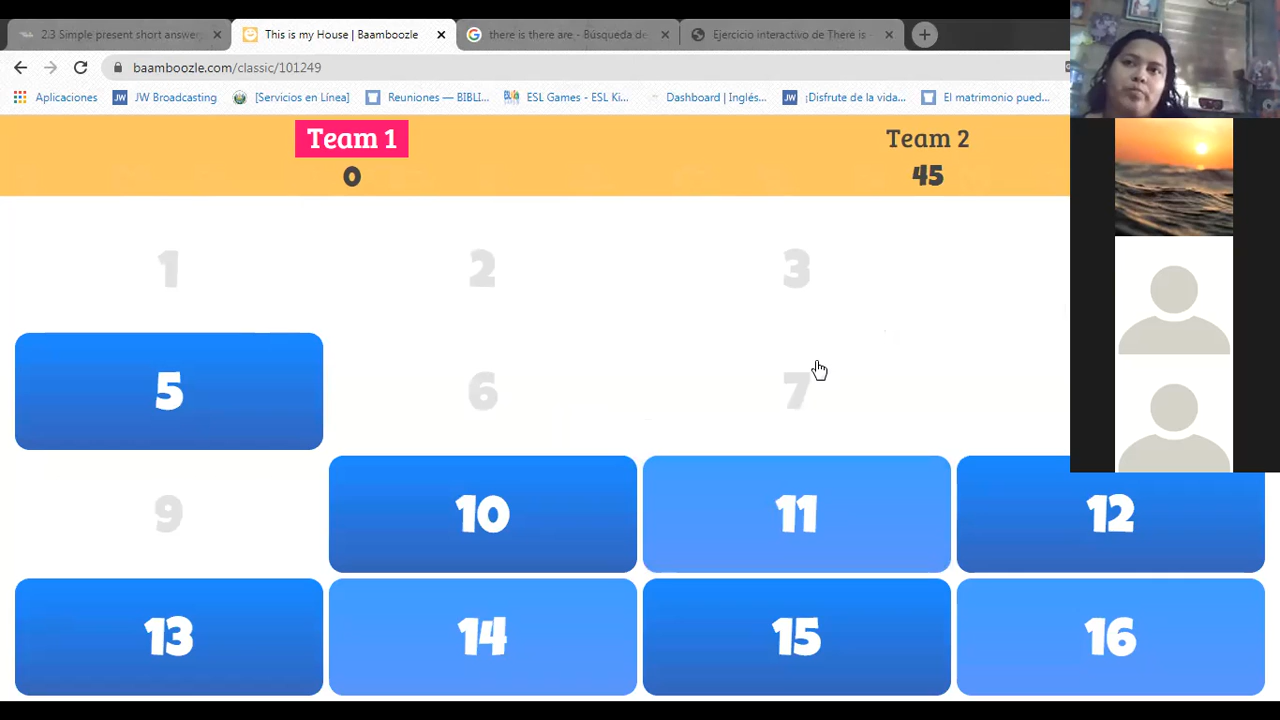 2.3 Simple present short answer
This is my House | Baamboozle
there is there are - Búsqueda de
Ejercicio interactivo de There is
baamboozle.com/classic/101249
Aplicaciones
JW Broadcasting
[Servicios en Línea]
Reuniones — BIBLI...
ESL Games - ESL Ki...
Dashboard | Inglés...
¡Disfrute de la vida...
El matrimonio pued...
Team 1
Team 2
0
45
1
2
3
5
6
7
9
10
11
12
13
14
15
16